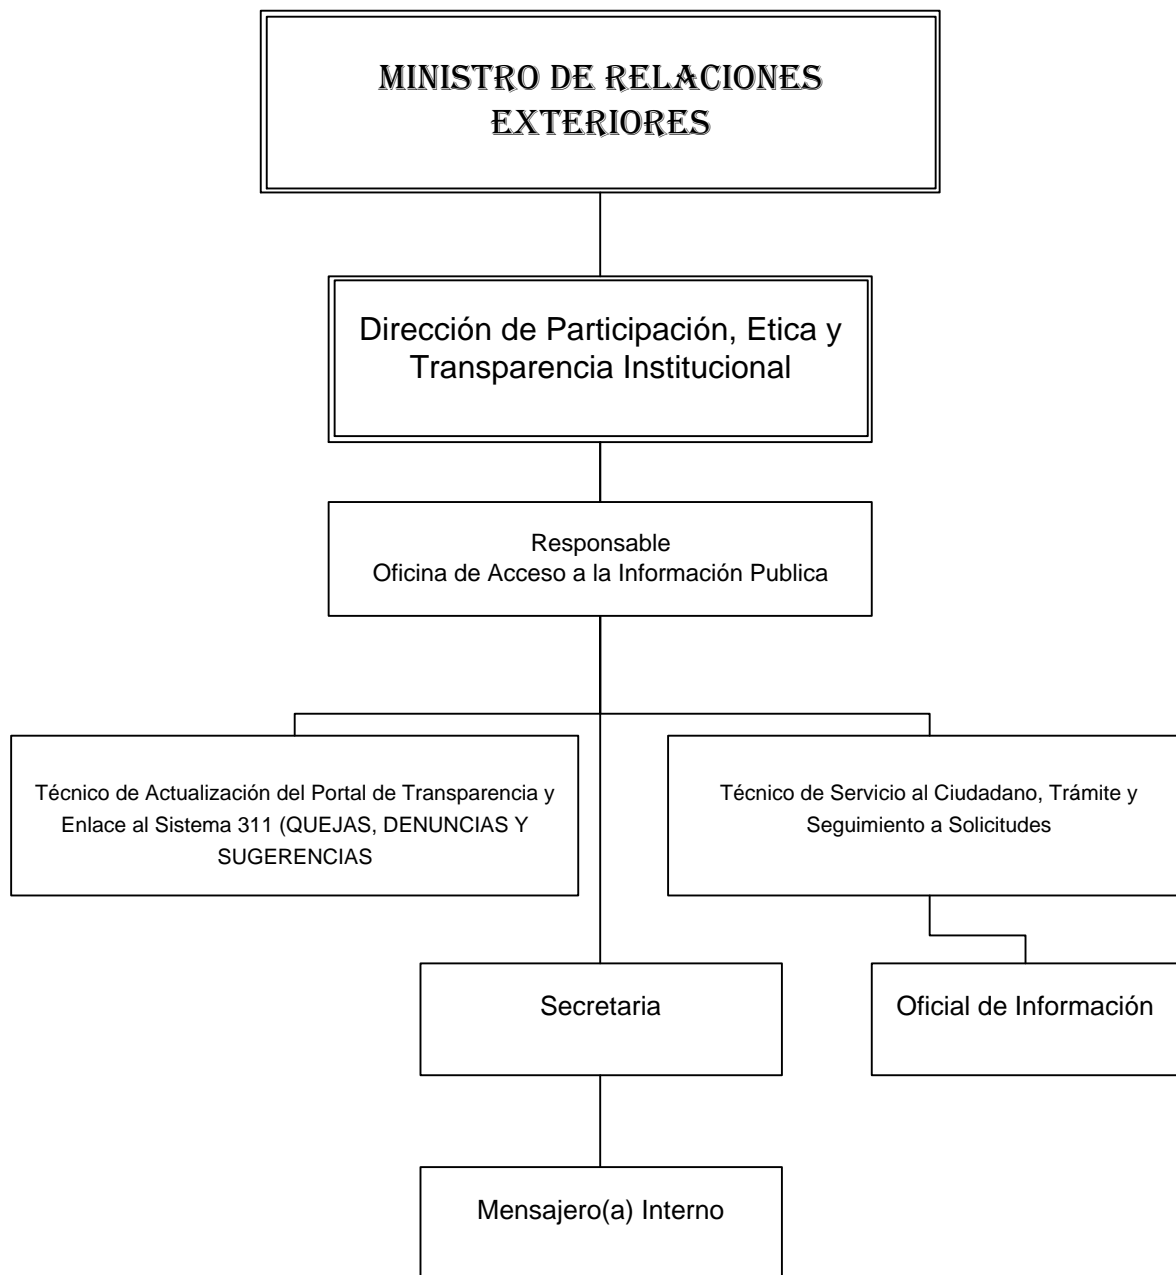 MINISTRO DE RELACIONES
EXTERIORES
Dirección de Participación, Etica y
Transparencia Institucional
Responsable
Oficina de Acceso a la Información Publica
Técnico de Actualización del Portal de Transparencia y
Enlace al Sistema 311 (QUEJAS, DENUNCIAS Y
SUGERENCIAS
Técnico de Servicio al Ciudadano, Trámite y
Seguimiento a Solicitudes
Secretaria
Oficial de Información
Mensajero(a) Interno